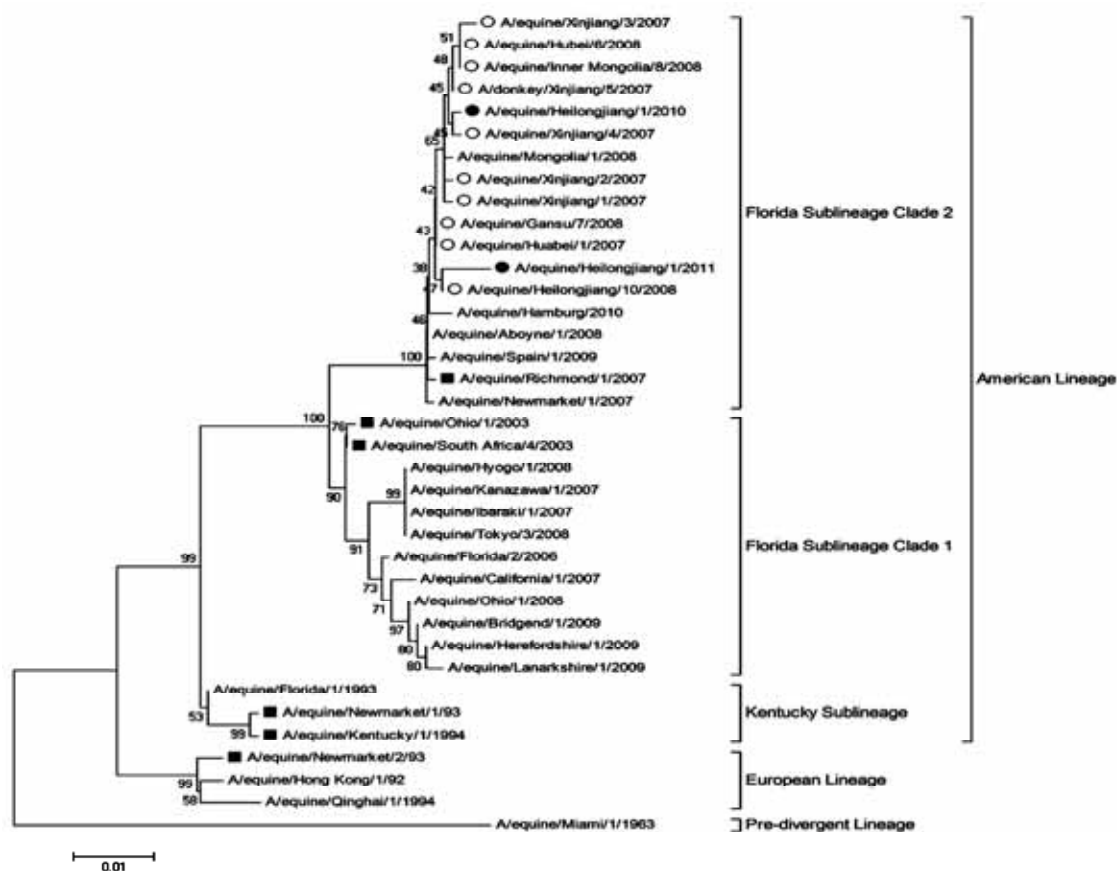 A/equine/Xinjiang/3/2007
51
A/equine/Hubei/6/2008
48
A/equine/Inner Mongolia/8/2008
45
A/donkey/Xinjiang/5/2007
A/equine/Heilongjiang/1/2010
45
A/equine/Xinjiang/4/2007
65
A/equine/Mongolia/1/2008
A/equine/Xinjiang/2/2007
42
A/equine/Xinjiang/1/2007
Florida Sublineage Clade 2
A/equine/Gansu/7/2008
43
A/equine/Huabei/1/2007
38
A/equine/Heilongjiang/1/2011
47
A/equine/Heilongjiang/10/2008
A/equine/Hamburg/2010
46
A/equine/Aboyne/1/2008
100
A/equine/Spain/1/2009
A/equine/Richmond/1/2007
American Lineage
A/equine/Newmarket/1/2007
100
A/equine/Ohio/1/2003
76
A/equine/South Africa/4/2003
A/equine/Hyogo/1/2008
90
99
A/equine/Kanazawa/1/2007
A/equine/Ibaraki/1/2007
A/equine/Tokyo/3/2008
91
Florida Sublineage Clade 1
99
A/equine/Florida/2/2006
A/equine/California/1/2007
73
A/equine/Ohio/1/2008
71
A/equine/Bridgend/1/2009
97
A/equine/Herefordshire/1/2009
80
A/equine/Lanarkshire/1/2009
80
A/equine/Florida/1/1993
A/equine/Newmarket/1/93
Kentucky Sublineage
53
A/equine/Kentucky/1/1994
99
A/equine/Newmarket/2/93
A/equine/Hong Kong/1/92
European Lineage
99
A/equine/Qinghai/1/1994
58
A/equine/Miami/1/1963
Pre-divergent Lineage
0.01